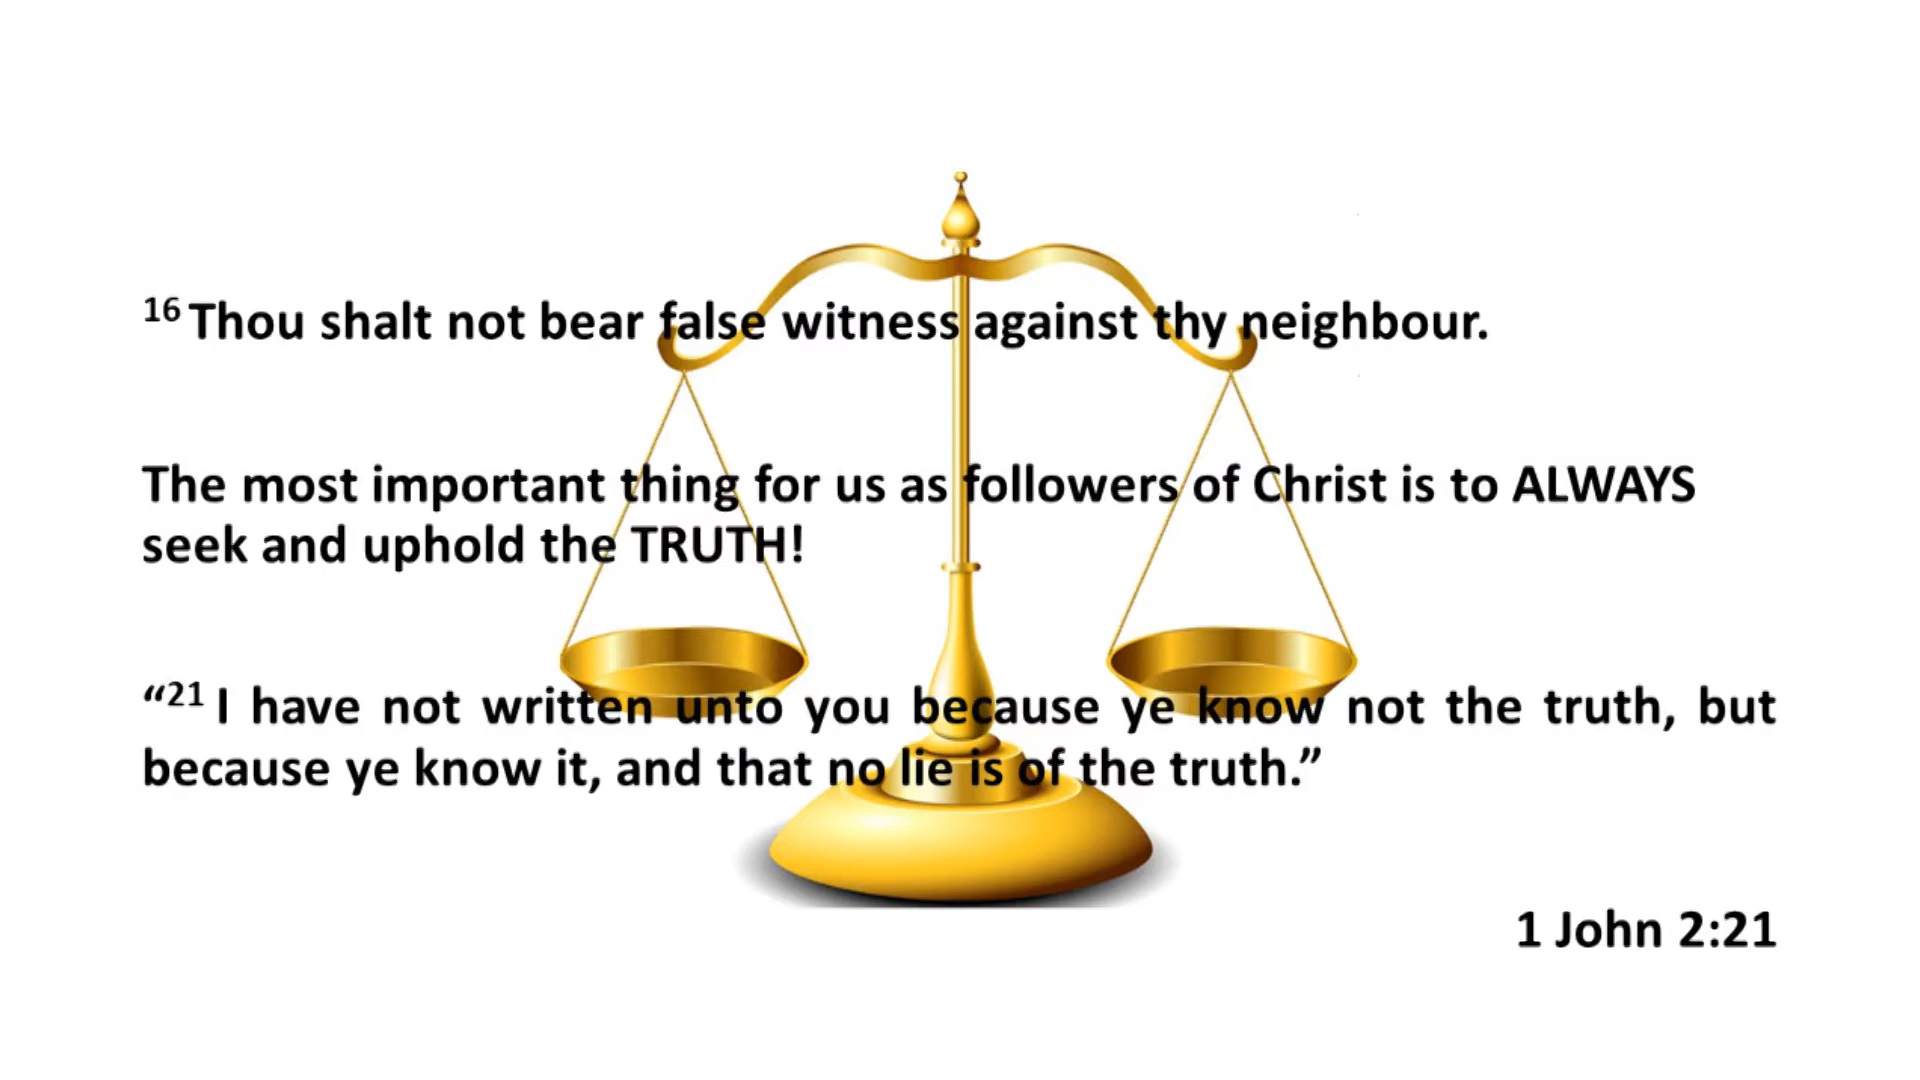 16 Thou shalt not bear false witness against thy neighbour.
The most important thing for us as followers of Christ is to ALWAYS
seek and uphold the TRUTH!
“21 I have not written unto you because ye know not the truth, but
because ye know it, and that no lie is of the truth.”
1 John 2:21